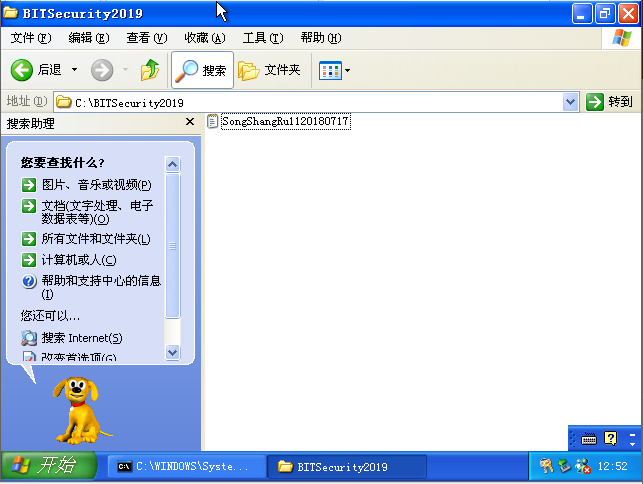 BITSecurity2019
文件(F) 编辑(E) 查看(V) 收藏(A) 工具(T) 帮助(H)
后退 搜索 文件夹
地址(D) C:\BITSecurity2019 转到
搜索助理
SongShangRu1120180717
您要查找什么?
图片、音乐或视频(P)
文档(文字处理、电子
数据表等)(O)
所有文件和文件夹(L)
计算机或人(C)
帮助和支持中心的信息
(I)
您还可以...
搜索 Internet(S)
改变首选项(G)
开始 C:\WINDOWS\Syste... BITSecurity2019 12:52